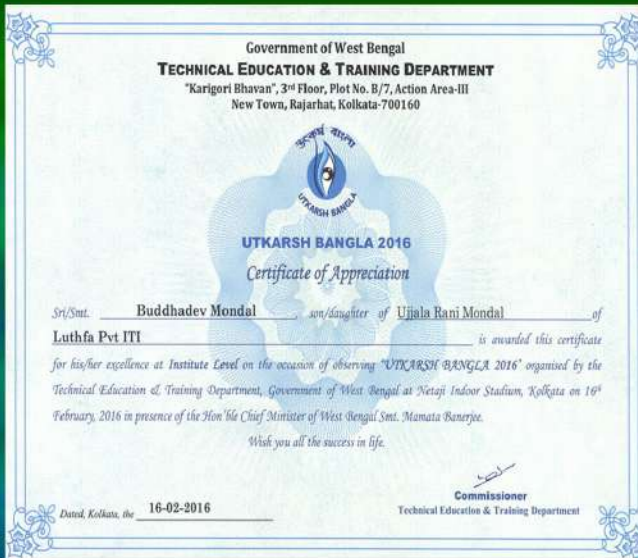 Government of West Bengal
TECHNICAL EDUCATION & TRAINING DEPARTMENT
"Karigori Bhavan", 3rd Floor, Plot No. B/7, Action Area-III
New Town, Rajarhat, Kolkata-700160
উৎকর্ষ বাংলা
UTKARSH BANGLA
UTKARSH BANGLA 2016
Certificate of Appreciation
Sri/Smt. Buddhadev Mondal son/daughter of Ujjala Rani Mondal of
Luthfa Pvt ITI is awarded this certificate
for his/her excellence at Institute Level on the occasion of observing "UTKARSH BANGLA 2016" organised by the
Technical Education & Training Department, Government of West Bengal at Netaji Indoor Stadium, Kolkata on 16th
February, 2016 in presence of the Hon'ble Chief Minister of West Bengal Smt. Mamata Banerjee.
Wish you all the success in life.
Commissioner
Technical Education & Training Department
Dated, Kolkata, the 16-02-2016